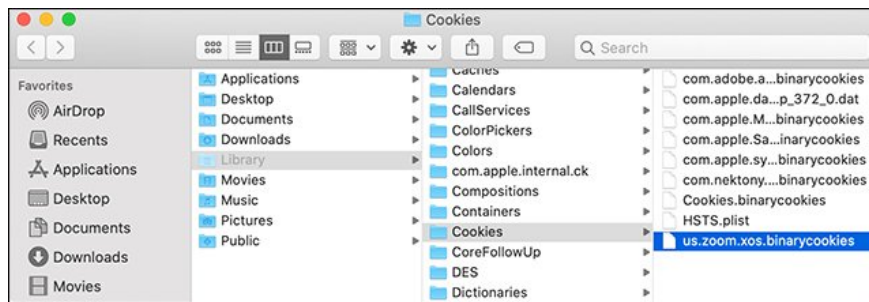 Cookies
Search
Favorites
AirDrop
Recents
Applications
Desktop
Documents
Downloads
Movies
Applications
Desktop
Documents
Downloads
Library
Movies
Music
Pictures
Public
Caches
Calendars
CallServices
ColorPickers
Colors
com.apple.internal.ck
Compositions
Containers
Cookies
CoreFollowUp
DES
Dictionaries
com.adobe.a...binarycookies
com.apple.da...p_372_0.dat
com.apple.M...binarycookies
com.apple.Sa...inarycookies
com.apple.sy...binarycookies
com.nektony....binarycookies
Cookies.binarycookies
HSTS.plist
us.zoom.xos.binarycookies